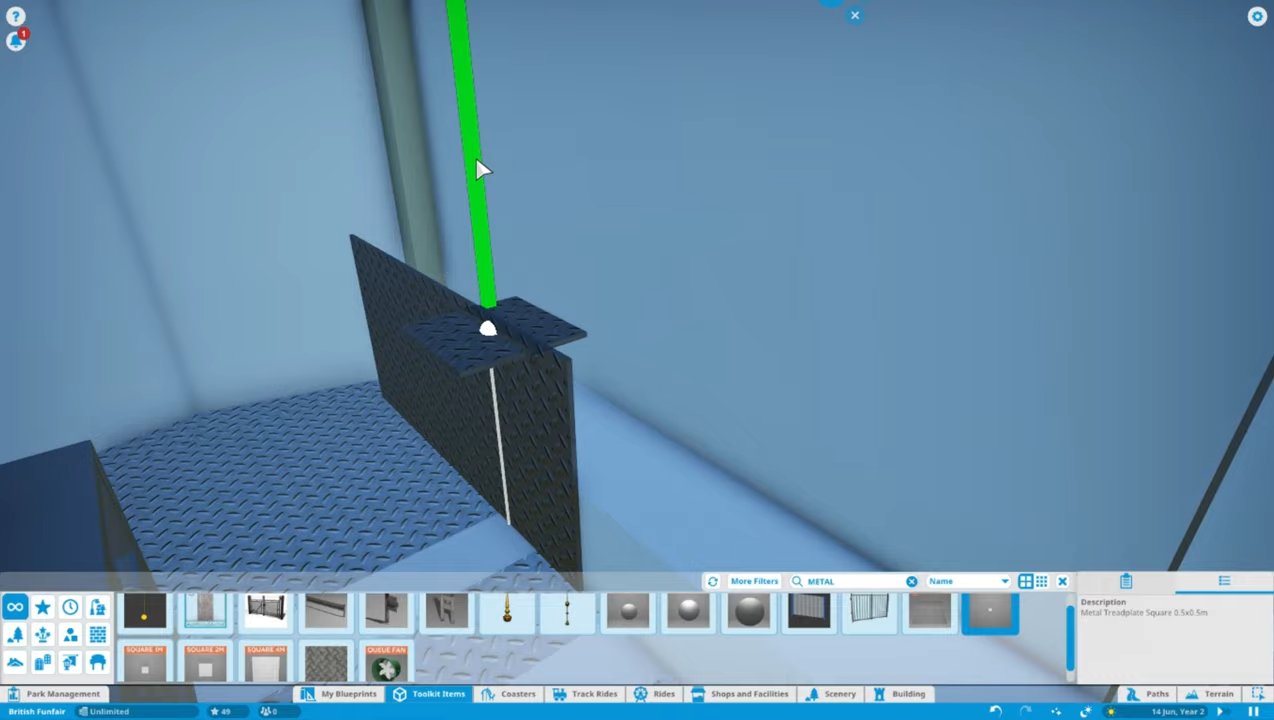 ?
1
More Filters
METAL
Name
SQUARE 1M
SQUARE 2M
SQUARE 4M
QUEUE FAN
Description
Metal Treadplate Square 0.5x0.5m
Park Management
My Blueprints
Toolkit Items
Coasters
Track Rides
Rides
Shops and Facilities
Scenery
Building
Paths
Terrain
British Funfair
Unlimited
49
0
14 Jun, Year 2